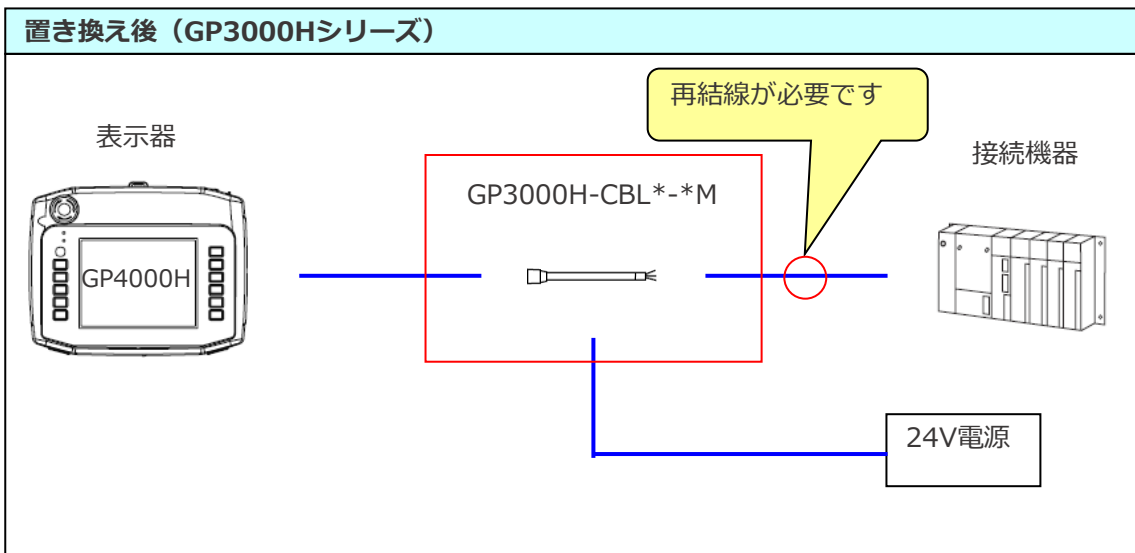 置き換え後（GP3000Hシリーズ）
再結線が必要です
表示器
接続機器
GP3000H-CBL*-*M
GP4000H
24V電源